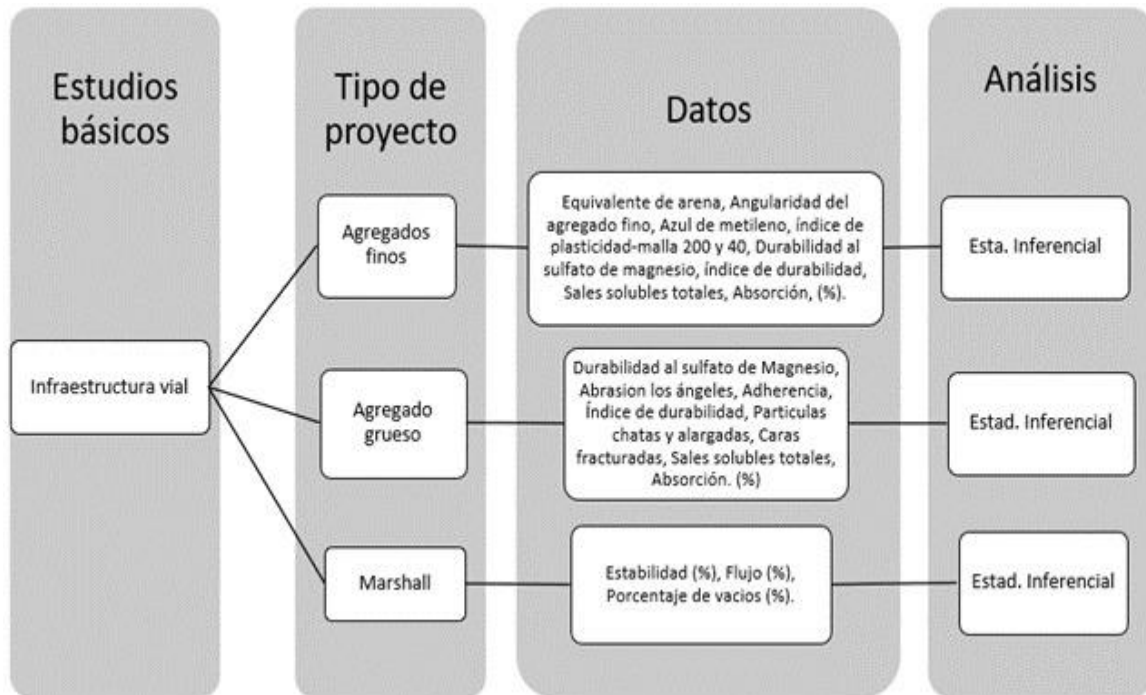 Estudios
básicos
Tipo de
proyecto
Datos
Análisis
Infraestructura vial
Agregados
finos
Equivalente de arena, Angularidad del
agregado fino, Azul de metileno, índice de
plasticidad-malla 200 y 40, Durabilidad al
sulfato de magnesio, índice de durabilidad,
Sales solubles totales, Absorción, (%).
Esta. Inferencial
Agregado
grueso
Durabilidad al sulfato de Magnesio,
Abrasion los ángeles, Adherencia,
Índice de durabilidad, Particulas
chatas y alargadas, Caras
fracturadas, Sales solubles totales,
Absorción. (%)
Estad. Inferencial
Marshall
Estabilidad (%), Flujo (%),
Porcentaje de vacios (%).
Estad. Inferencial